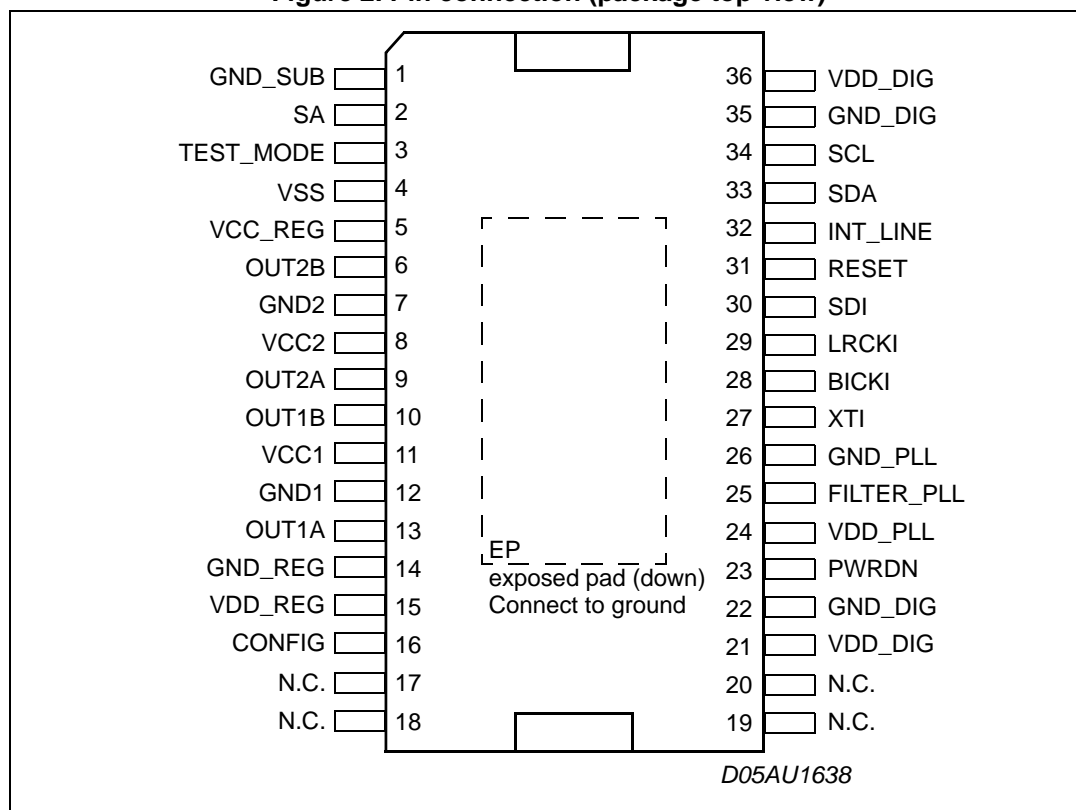 Figure 2. Pin connection (package top view)
GND_SUB 1 36 VDD_DIG
SA 2 35 GND_DIG
TEST_MODE 3 34 SCL
VSS 4 33 SDA
VCC_REG 5 32 INT_LINE
OUT2B 6 31 RESET
GND2 7 30 SDI
VCC2 8 29 LRCKI
OUT2A 9 28 BICKI
OUT1B 10 27 XTI
VCC1 11 26 GND_PLL
GND1 12 25 FILTER_PLL
OUT1A 13 24 VDD_PLL
GND_REG 14 23 PWRDN
VDD_REG 15 22 GND_DIG
CONFIG 16 21 VDD_DIG
N.C. 17 20 N.C.
N.C. 18 19 N.C.
EP
exposed pad (down)
Connect to ground
D05AU1638